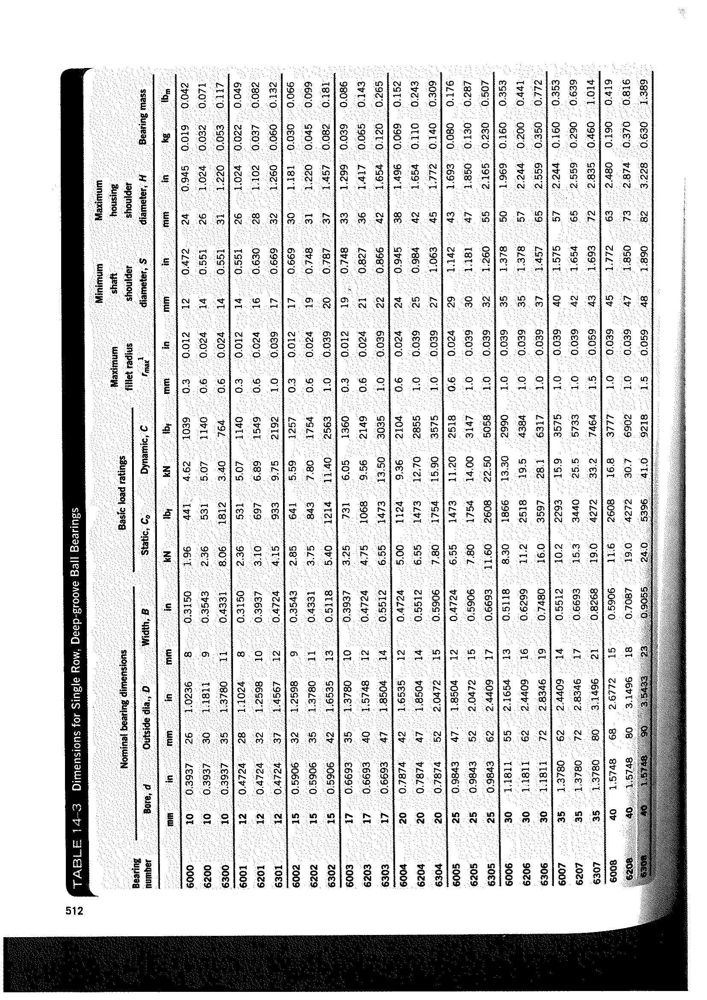 512
TABLE 14-3 Dimensions for Single Row, Deep-groove Ball Bearings
Nominal bearing dimensions Basic load ratings Maximum fillet radius Minimum shaft shoulder Maximum housing shoulder
Bearing number Bore, d Outside dia., D Width, B Static, Co Dynamic, C rmax1 diameter, S diameter, H Bearing mass
mm in mm in mm in kN lbf kN lbf mm in mm in mm in kg lbm
6000 10 0.3937 26 1.0236 8 0.3150 1.96 441 4.62 1039 0.3 0.012 12 0.472 24 0.945 0.019 0.042
6200 10 0.3937 30 1.1811 9 0.3543 2.36 531 5.07 1140 0.6 0.024 14 0.551 26 1.024 0.032 0.071
6300 10 0.3937 35 1.3780 11 0.4331 8.06 1812 3.40 764 0.6 0.024 14 0.551 31 1.220 0.053 0.117
6001 12 0.4724 28 1.1024 8 0.3150 2.36 531 5.07 1140 0.3 0.012 14 0.551 26 1.024 0.022 0.049
6201 12 0.4724 32 1.2598 10 0.3937 3.10 697 6.89 1549 0.6 0.024 16 0.630 28 1.102 0.037 0.082
6301 12 0.4724 37 1.4567 12 0.4724 4.15 933 9.75 2192 1.0 0.039 17 0.669 32 1.260 0.060 0.132
6002 15 0.5906 32 1.2598 9 0.3543 2.85 641 5.59 1257 0.3 0.012 17 0.669 30 1.181 0.030 0.066
6202 15 0.5906 35 1.3780 11 0.4331 3.75 843 7.80 1754 0.6 0.024 19 0.748 31 1.220 0.045 0.099
6302 15 0.5906 42 1.6535 13 0.5118 5.40 1214 11.40 2563 1.0 0.039 20 0.787 37 1.457 0.082 0.181
6003 17 0.6693 35 1.3780 10 0.3937 3.25 731 6.05 1360 0.3 0.012 19 0.748 33 1.299 0.039 0.086
6203 17 0.6693 40 1.5748 12 0.4724 4.75 1068 9.56 2149 0.6 0.024 21 0.827 36 1.417 0.065 0.143
6303 17 0.6693 47 1.8504 14 0.5512 6.55 1473 13.50 3035 1.0 0.039 22 0.866 42 1.654 0.120 0.265
6004 20 0.7874 42 1.6535 12 0.4724 5.00 1124 9.36 2104 0.6 0.024 24 0.945 38 1.496 0.069 0.152
6204 20 0.7874 47 1.8504 14 0.5512 6.55 1473 12.70 2855 1.0 0.039 25 0.984 42 1.654 0.110 0.243
6304 20 0.7874 52 2.0472 15 0.5906 7.80 1754 15.90 3575 1.0 0.039 27 1.063 45 1.772 0.140 0.309
6005 25 0.9843 47 1.8504 12 0.4724 6.55 1473 11.20 2518 0.6 0.024 29 1.142 43 1.693 0.080 0.176
6205 25 0.9843 52 2.0472 15 0.5906 7.80 1754 14.00 3147 1.0 0.039 30 1.181 47 1.850 0.130 0.287
6305 25 0.9843 62 2.4409 17 0.6693 11.60 2608 22.50 5058 1.0 0.039 32 1.260 55 2.165 0.230 0.507
6006 30 1.1811 55 2.1654 13 0.5118 8.30 1866 13.30 2990 1.0 0.039 35 1.378 50 1.969 0.160 0.353
6206 30 1.1811 62 2.4409 16 0.6299 11.2 2518 19.5 4384 1.0 0.039 35 1.378 57 2.244 0.200 0.441
6306 30 1.1811 72 2.8346 19 0.7480 16.0 3597 28.1 6317 1.0 0.039 37 1.457 65 2.559 0.350 0.772
6007 35 1.3780 62 2.4409 14 0.5512 10.2 2293 15.9 3575 1.0 0.039 40 1.575 57 2.244 0.160 0.353
6207 35 1.3780 72 2.8346 17 0.6693 15.3 3440 25.5 5733 1.0 0.039 42 1.654 65 2.559 0.290 0.639
6307 35 1.3780 80 3.1496 21 0.8268 19.0 4272 33.2 7464 1.5 0.059 43 1.693 72 2.835 0.460 1.014
6008 40 1.5748 68 2.6772 15 0.5906 11.6 2608 16.8 3777 1.0 0.039 45 1.772 63 2.480 0.190 0.419
6208 40 1.5748 80 3.1496 18 0.7087 19.0 4272 30.7 6902 1.0 0.039 47 1.850 73 2.874 0.370 0.816
6308 40 1.5748 90 3.5433 23 0.9055 24.0 5396 41.0 9218 1.5 0.059 48 1.890 82 3.228 0.630 1.389